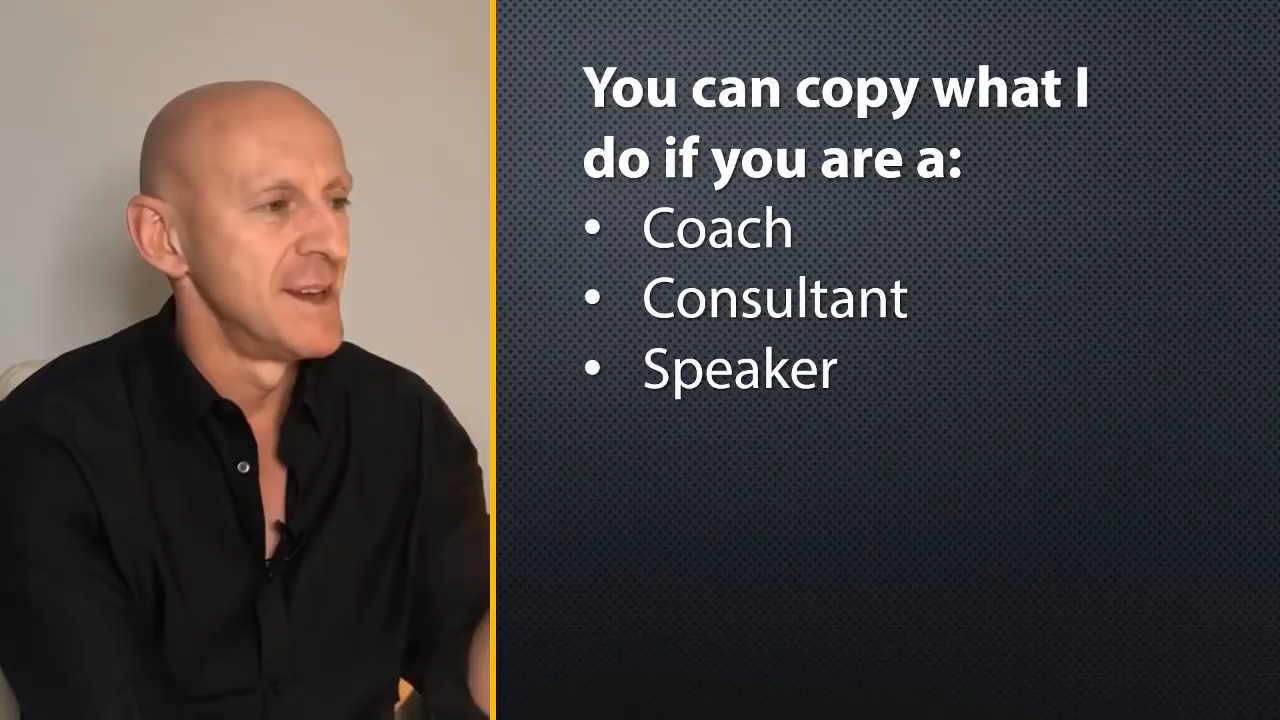 You can copy what I
do if you are a:
• Coach
• Consultant
• Speaker